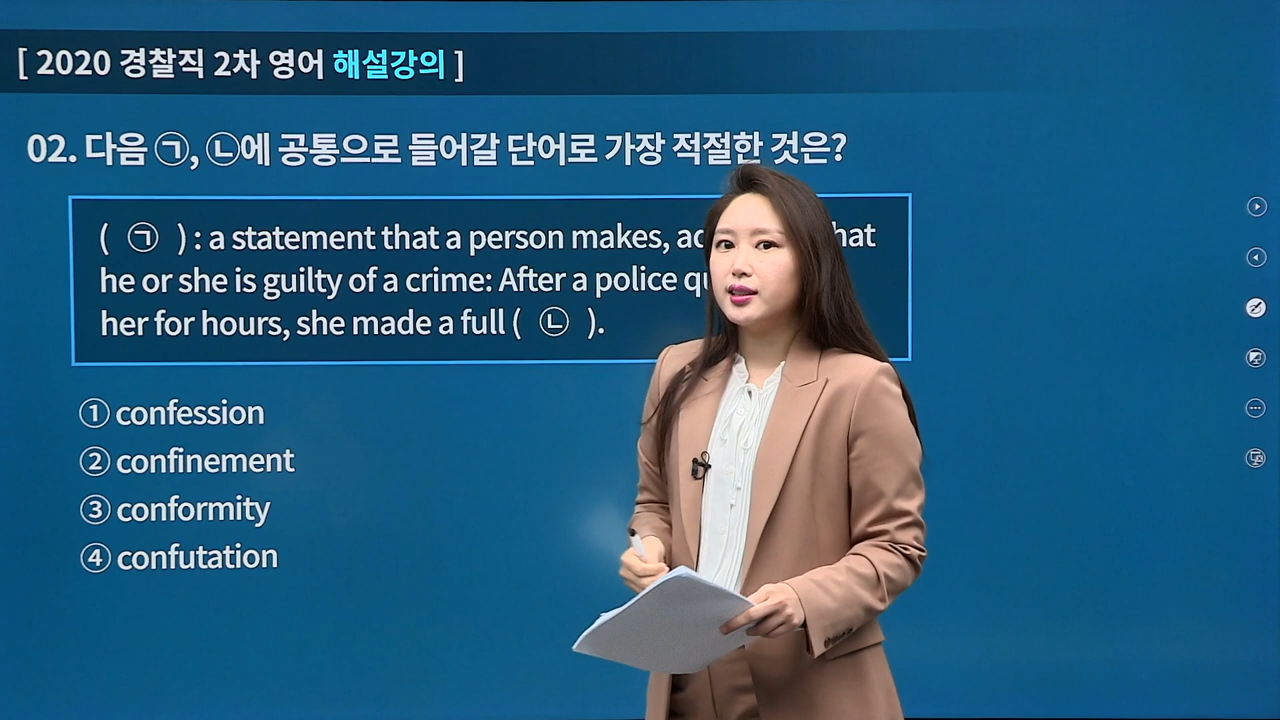 [ 2020 경찰직 2차 영어 해설강의 ]
02. 다음 ㉠, ㉡에 공통으로 들어갈 단어로 가장 적절한 것은?
( ㉠ ) : a statement that a person makes,
he or she is guilty of a crime: After a police
her for hours, she made a full ( ㉡ ).
① confession
② confinement
③ conformity
④ confutation